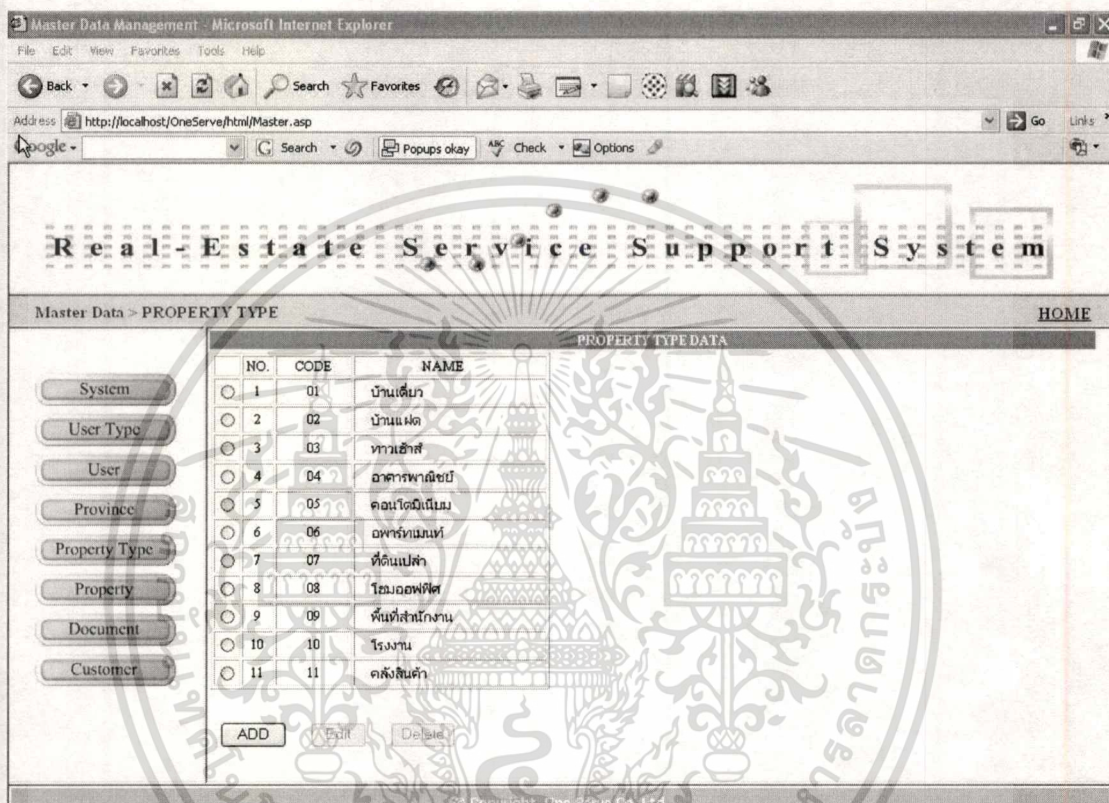 Master Data Management - Microsoft Internet Explorer
File Edit View Favorites Tools Help
Back Search Favorites
Address http://localhost/OneServe/html/Master.asp Go Links
Google Search Popups okay Check Options
Real-Estate Service Support System
Master Data > PROPERTY TYPE HOME
PROPERTY TYPE DATA
NO. CODE NAME
1 01 บ้านเดี่ยว
2 02 บ้านแฝด
3 03 ทาวเฮ้าส์
4 04 อาคารพาณิชย์
5 05 คอนโดมิเนียม
6 06 อพาร์ทเมนท์
7 07 ที่ดินเปล่า
8 08 โฮมออฟฟิศ
9 09 พื้นที่สำนักงาน
10 10 โรงงาน
11 11 คลังสินค้า
System
User Type
User
Province
Property Type
Property
Document
Customer
ADD Edit Delete
Copyright One Serve Co.,Ltd.